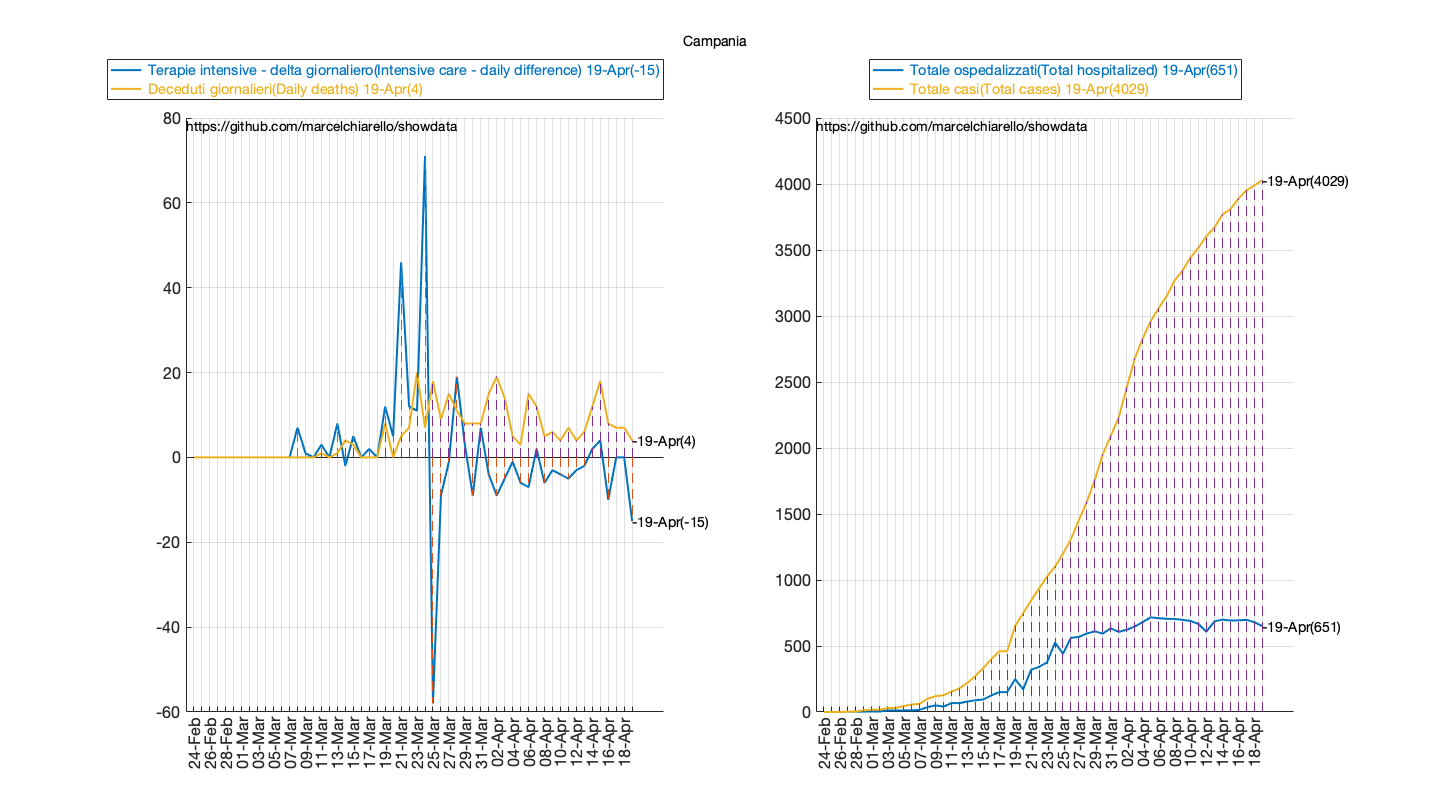 Campania
Terapie intensive - delta giornaliero(Intensive care - daily difference) 19-Apr(-15)
Deceduti giornalieri(Daily deaths) 19-Apr(4)
https://github.com/marcelchiarello/showdata
80
60
40
20
0
-20
-40
-60
-19-Apr(4)
-19-Apr(-15)
24-Feb
26-Feb
28-Feb
01-Mar
03-Mar
05-Mar
07-Mar
09-Mar
11-Mar
13-Mar
15-Mar
17-Mar
19-Mar
21-Mar
23-Mar
25-Mar
27-Mar
29-Mar
31-Mar
02-Apr
04-Apr
06-Apr
08-Apr
10-Apr
12-Apr
14-Apr
16-Apr
18-Apr
Totale ospedalizzati(Total hospitalized) 19-Apr(651)
Totale casi(Total cases) 19-Apr(4029)
https://github.com/marcelchiarello/showdata
4500
4000
3500
3000
2500
2000
1500
1000
500
0
-19-Apr(4029)
-19-Apr(651)
24-Feb
26-Feb
28-Feb
01-Mar
03-Mar
05-Mar
07-Mar
09-Mar
11-Mar
13-Mar
15-Mar
17-Mar
19-Mar
21-Mar
23-Mar
25-Mar
27-Mar
29-Mar
31-Mar
02-Apr
04-Apr
06-Apr
08-Apr
10-Apr
12-Apr
14-Apr
16-Apr
18-Apr